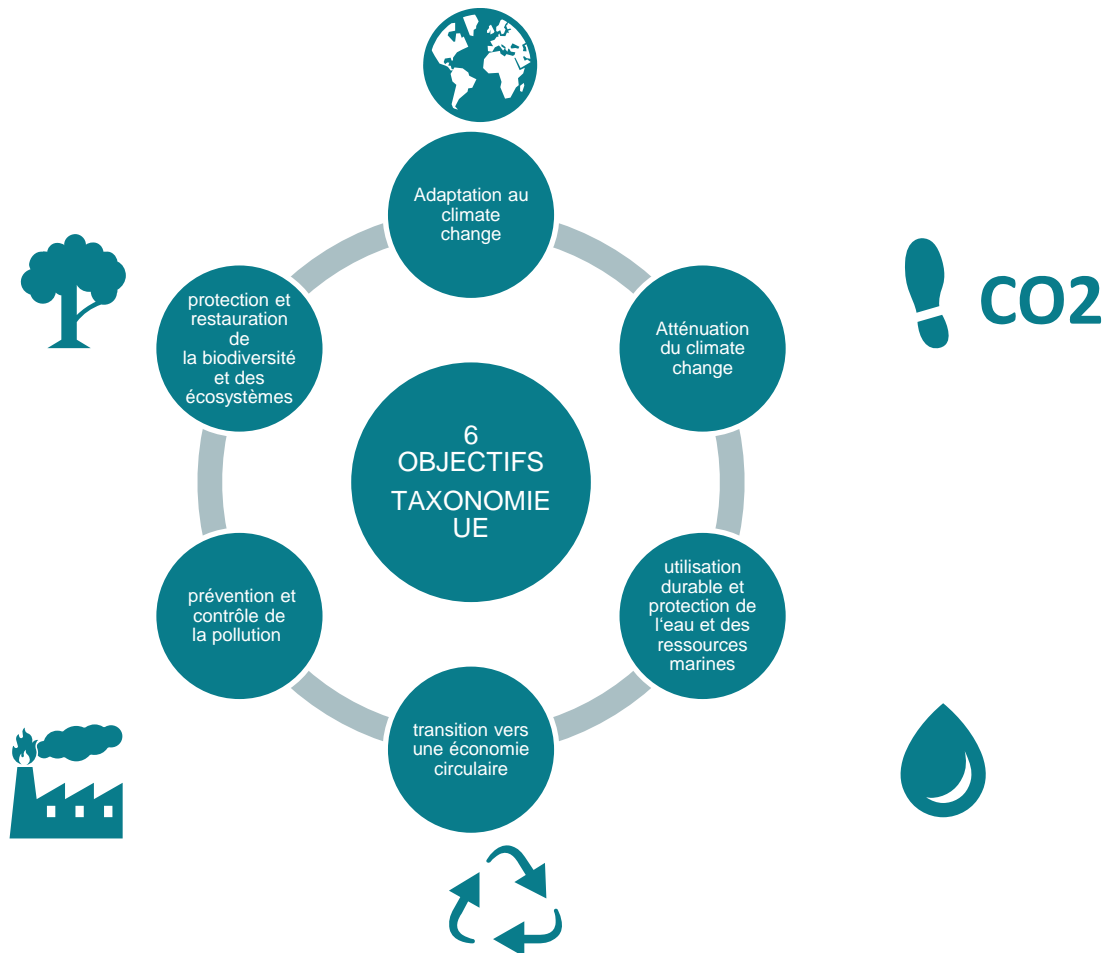 Adaptation au
climate
change
protection et
restauration
de
la biodiversité
et des
écosystèmes
Atténuation
du climate
change
CO2
6
OBJECTIFS
TAXONOMIE
UE
prévention et
contrôle de
la pollution
utilisation
durable et
protection de
l‘eau et des
ressources
marines
transition vers
une économie
circulaire